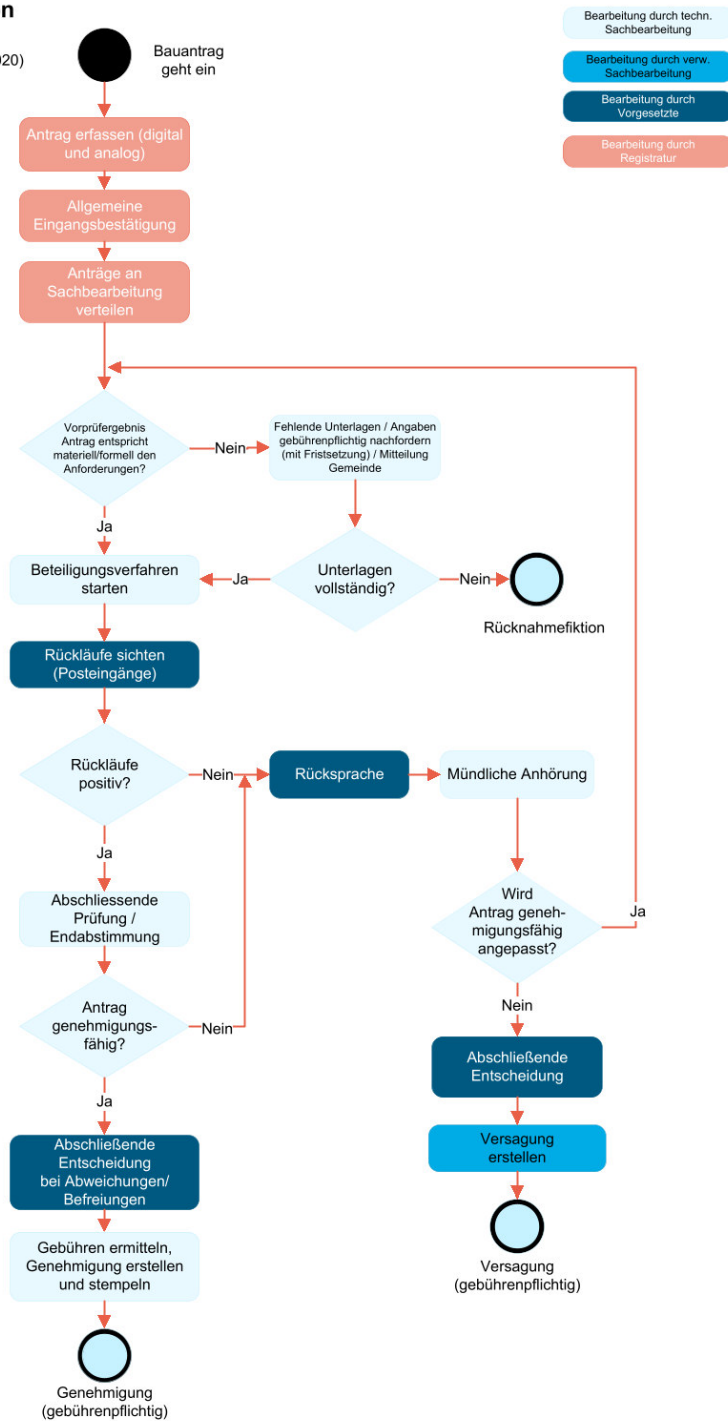 n
020)
Bauantrag
geht ein
Bearbeitung durch techn.
Sachbearbeitung
Bearbeitung durch verw.
Sachbearbeitung
Bearbeitung durch
Vorgesetzte
Bearbeitung durch
Registratur
Antrag erfassen (digital
und analog)
Allgemeine
Eingangsbestätigung
Anträge an
Sachbearbeitung
verteilen
Vorprüfergebnis
Antrag entspricht
materiell/formell den
Anforderungen?
Nein
Fehlende Unterlagen / Angaben
gebührenpflichtig nachfordern
(mit Fristsetzung) / Mitteilung
Gemeinde
Ja
Beteiligungsverfahren
starten
Ja
Unterlagen
vollständig?
Nein
Rücknahmefiktion
Rückläufe sichten
(Posteingänge)
Rückläufe
positiv?
Nein
Rücksprache
Mündliche Anhörung
Ja
Abschliessende
Prüfung /
Endabstimmung
Wird
Antrag geneh-
migungsfähig
angepasst?
Ja
Antrag
genehmigungs-
fähig?
Nein
Nein
Abschließende
Entscheidung
Ja
Abschließende
Entscheidung
bei Abweichungen/
Befreiungen
Versagung
erstellen
Gebühren ermitteln,
Genehmigung erstellen
und stempeln
Versagung
(gebührenpflichtig)
Genehmigung
(gebührenpflichtig)